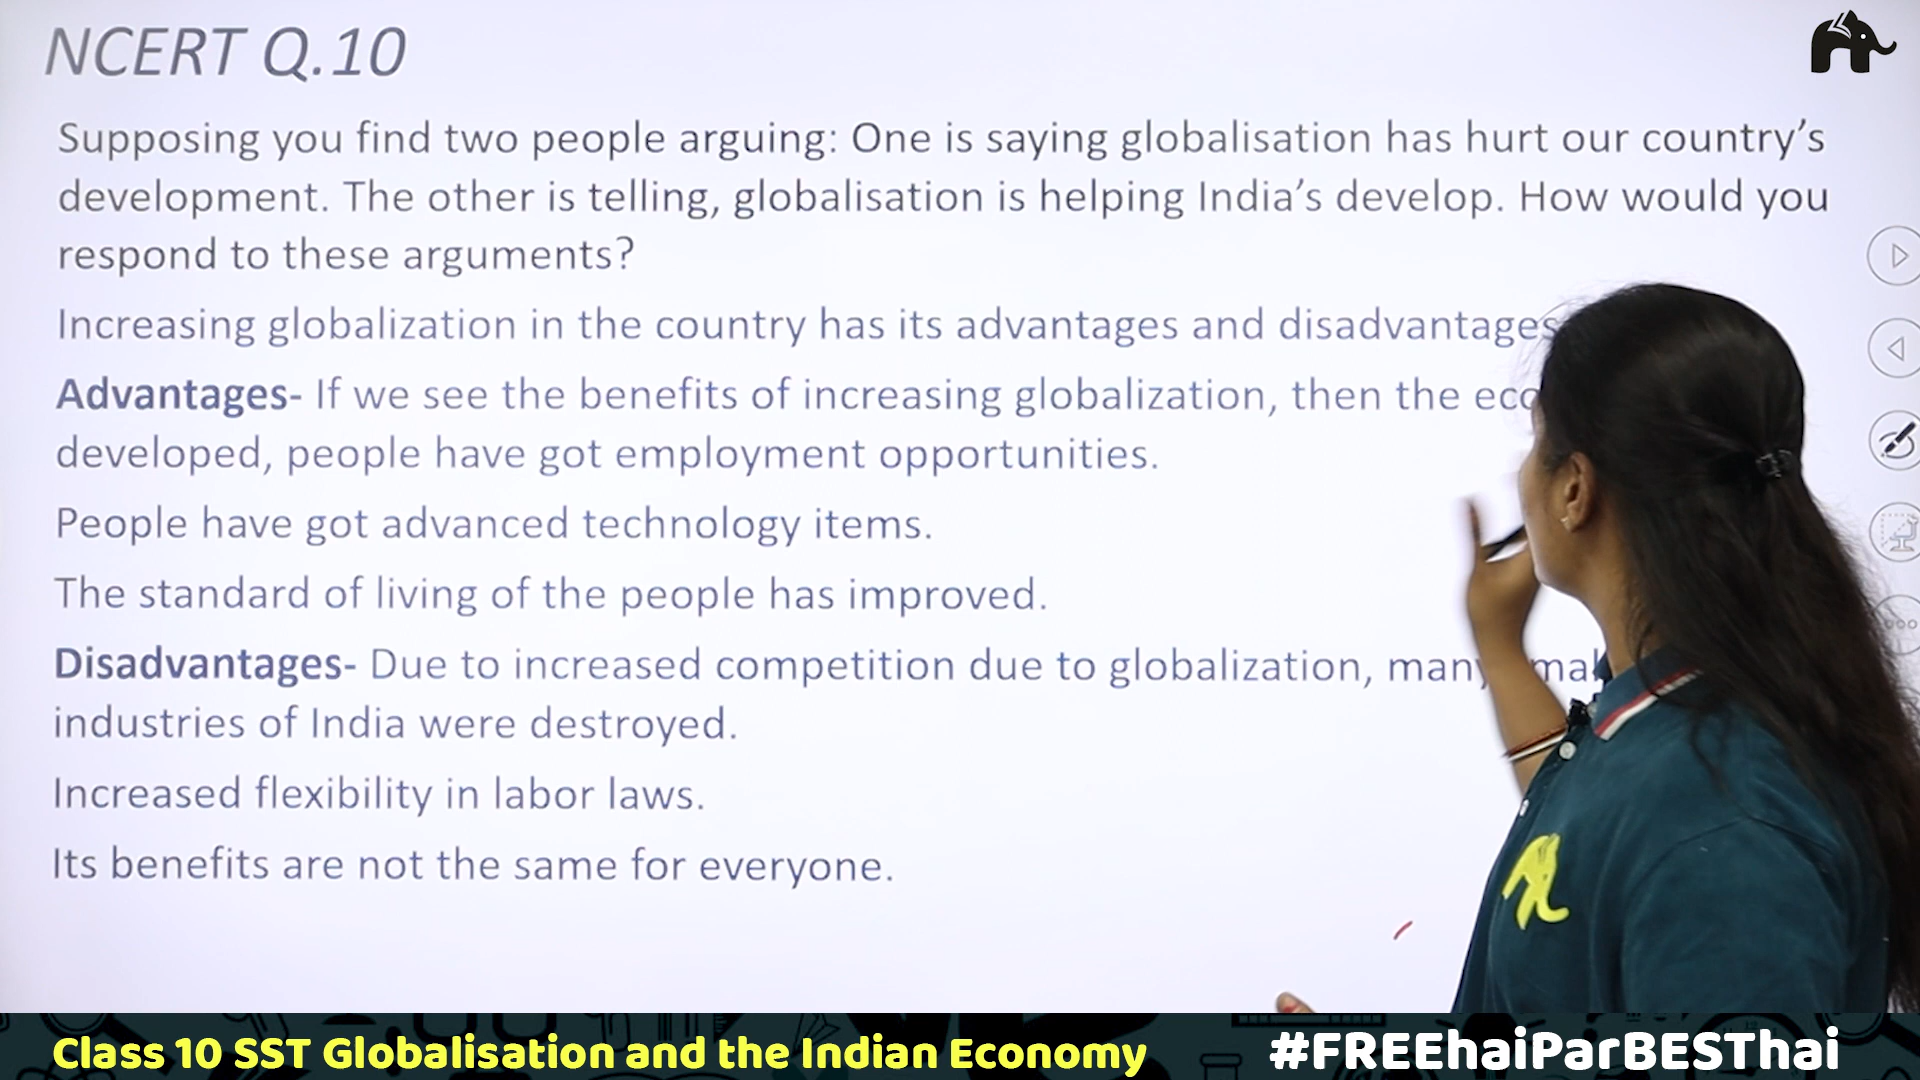 NCERT Q.10
Supposing you find two people arguing: One is saying globalisation has hurt our country’s
development. The other is telling, globalisation is helping India’s develop. How would you
respond to these arguments?
Increasing globalization in the country has its advantages and disadvantages
Advantages- If we see the benefits of increasing globalization, then the
developed, people have got employment opportunities.
People have got advanced technology items.
The standard of living of the people has improved.
Disadvantages- Due to increased competition due to globalization, many
industries of India were destroyed.
Increased flexibility in labor laws.
Its benefits are not the same for everyone.
Class 10 SST Globalisation and the Indian Economy
#FREEhaiParBESThai